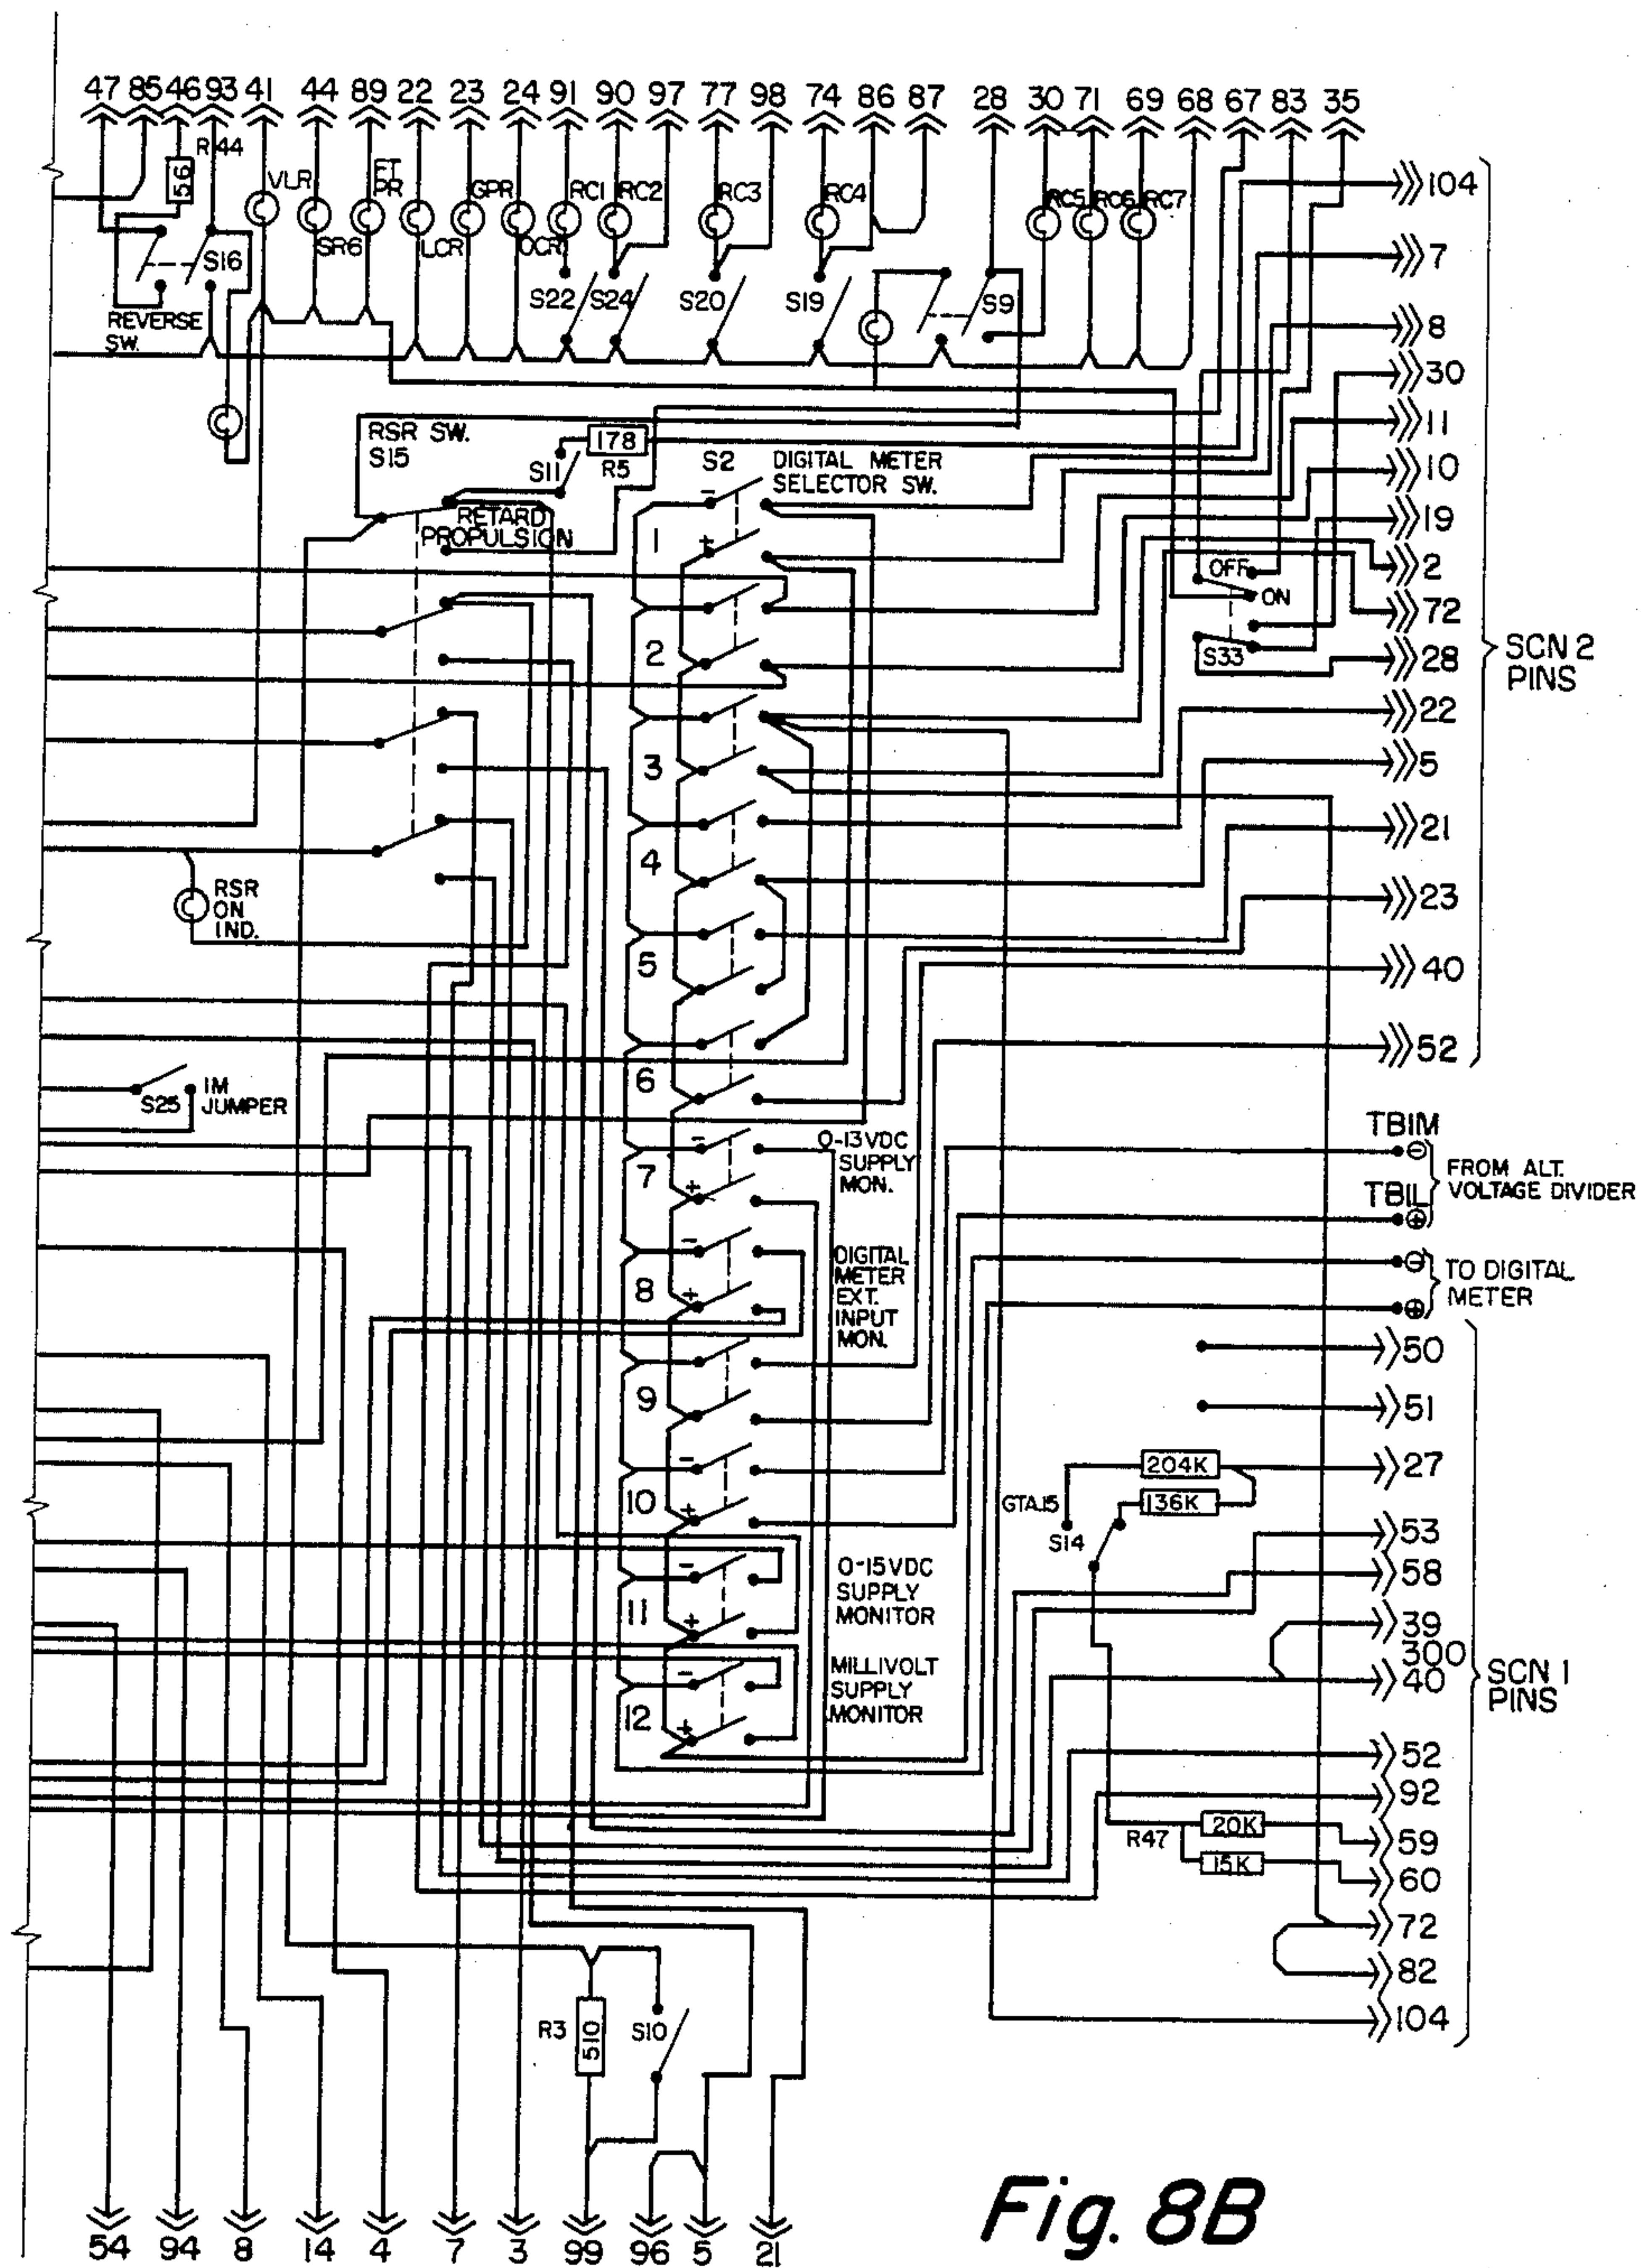 47 85 46 93 41 44 89 22 23 24 91 90 97 77 98 74 86 87 28 30 71 69 68 67 83 35
R44
56
VLR
FT
PR
GPR
RC1
RC2
RC3
RC4
RC5
RC6
RC7
SR6
LCR
OCR
S16
S22
S24
S20
S19
S9
REVERSE
SW.
104
7
8
30
11
10
19
2
72
28
22
5
21
23
40
52
SCN 2
PINS
RSR SW.
S15
S11
178
R5
S2
DIGITAL METER
SELECTOR SW.
RETARD
PROPULSION
OFF
ON
S33
-
1
+
2
3
4
5
6
-
7
+
-
8
+
9
-
10
+
-
11
+
-
12
+
RSR
ON
IND.
S25
1M
JUMPER
0-13VDC
SUPPLY
MON.
DIGITAL
METER
EXT.
INPUT
MON.
0-15VDC
SUPPLY
MONITOR
MILLIVOLT
SUPPLY
MONITOR
TB1M
-
FROM ALT.
VOLTAGE DIVIDER
TB1L
+
-
TO DIGITAL
METER
+
50
51
204K
27
GTA15
136K
S14
53
58
39
300
40
SCN 1
PINS
52
92
R47
20K
59
15K
60
72
82
104
R3
510
S10
54 94 8 14 4 7 3 99 96 5 21
Fig. 8B